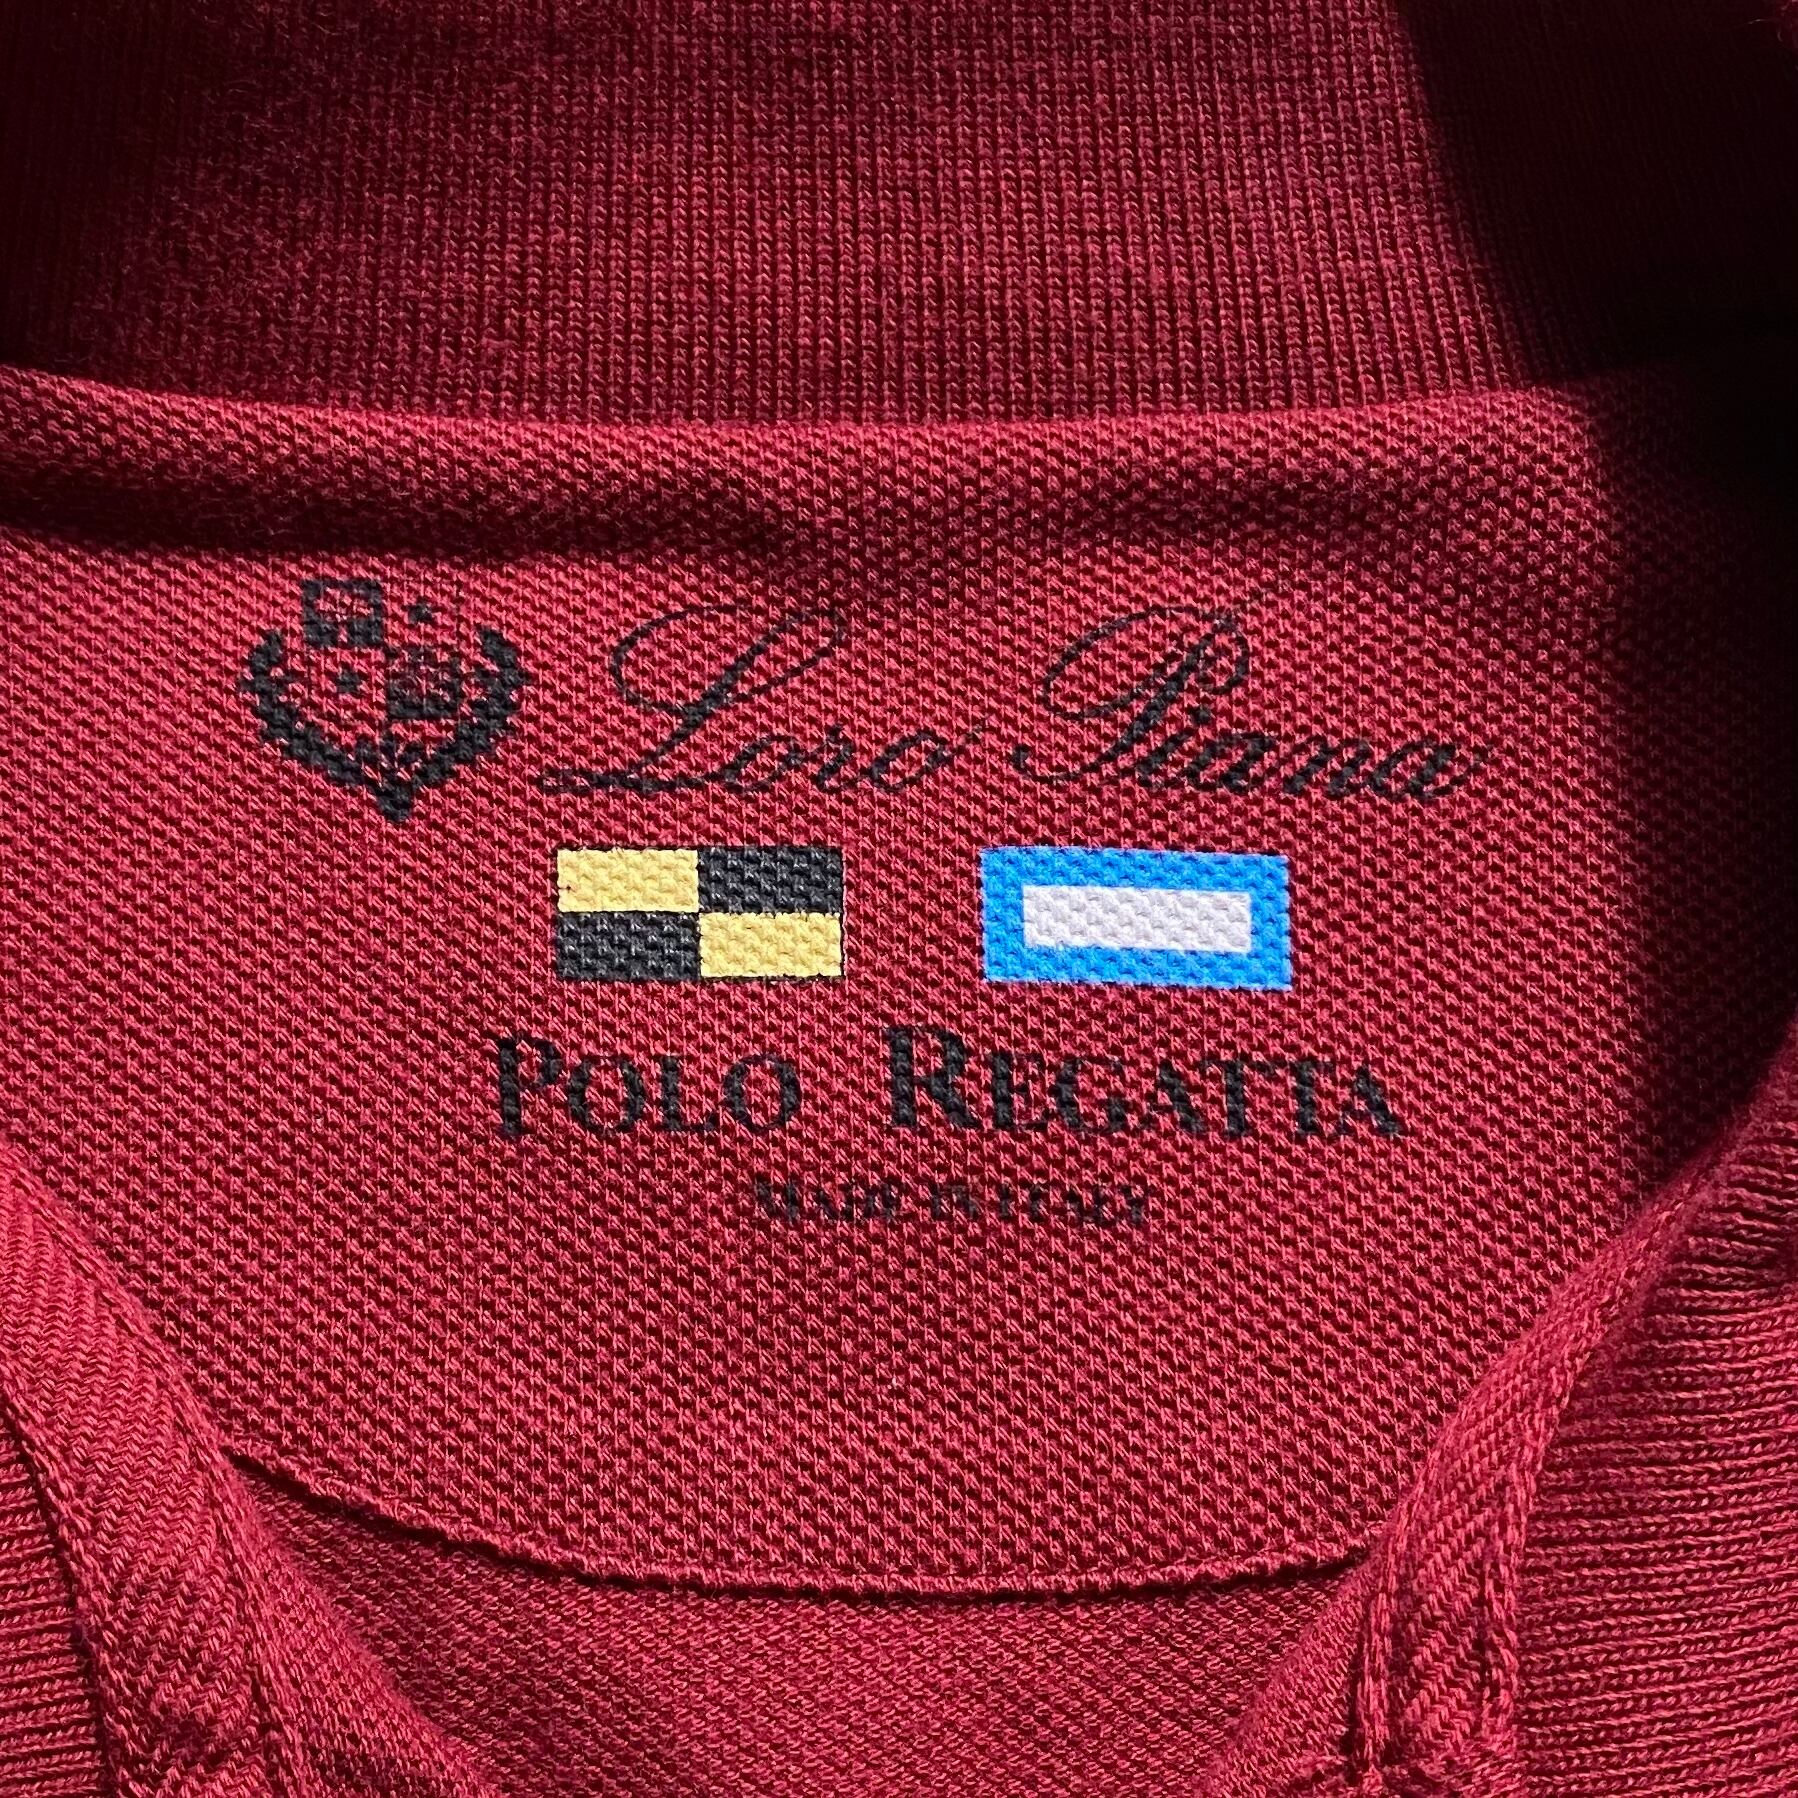 Loro Piana
POLO REGATTA
MADE IN ITALY